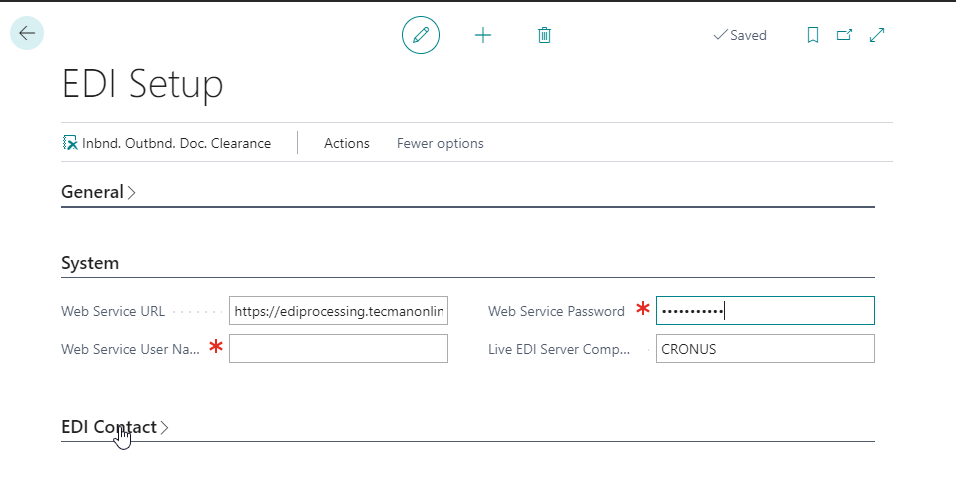 Saved
EDI Setup
Inbnd. Outbnd. Doc. Clearance Actions Fewer options
General
System
Web Service URL https://ediprocessing.tecmanonlin Web Service Password •••••••••••
Web Service User Na... Live EDI Server Comp... CRONUS
EDI Contact